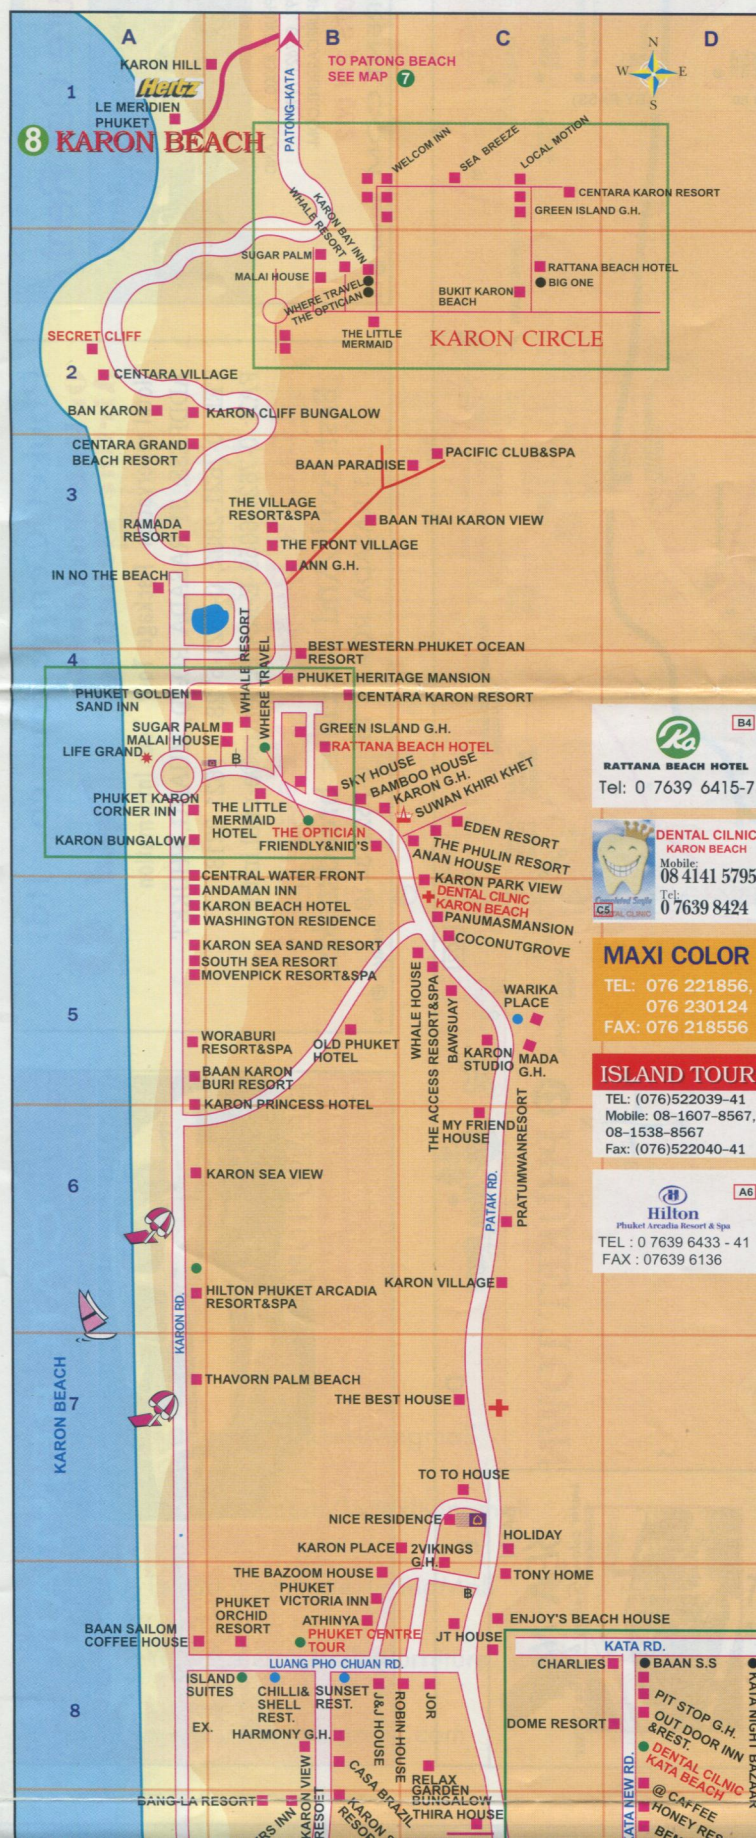 A
B
C
D
1
2
3
4
5
6
7
8
KARON HILL
Hertz
LE MERIDIEN
PHUKET
8 KARON BEACH
PATONG-KATA
TO PATONG BEACH
SEE MAP 7
N
W E
S
WELCOM INN
SEA BREEZE
LOCAL MOTION
CENTARA KARON RESORT
GREEN ISLAND G.H.
KARON BAY INN
WHALE RESORT
SUGAR PALM
MALAI HOUSE
WHERE TRAVEL
THE OPTICIAN
RATTANA BEACH HOTEL
BIG ONE
BUKIT KARON
BEACH
THE LITTLE
MERMAID
KARON CIRCLE
SECRET CLIFF
CENTARA VILLAGE
BAN KARON
KARON CLIFF BUNGALOW
CENTARA GRAND
BEACH RESORT
PACIFIC CLUB&SPA
BAAN PARADISE
THE VILLAGE
RESORT&SPA
BAAN THAI KARON VIEW
RAMADA
RESORT
THE FRONT VILLAGE
ANN G.H.
IN NO THE BEACH
WHALE RESORT
WHERE TRAVEL
BEST WESTERN PHUKET OCEAN
RESORT
PHUKET HERITAGE MANSION
PHUKET GOLDEN
SAND INN
CENTARA KARON RESORT
SUGAR PALM
MALAI HOUSE
GREEN ISLAND G.H.
RATTANA BEACH HOTEL
LIFE GRAND
B
SKY HOUSE
BAMBOO HOUSE
KARON G.H.
SUWAN KHIRI KHET
PHUKET KARON
CORNER INN
THE LITTLE
MERMAID
HOTEL
THE OPTICIAN
FRIENDLY&NID'S
KARON BUNGALOW
EDEN RESORT
THE PHULIN RESORT
ANAN HOUSE
CENTRAL WATER FRONT
ANDAMAN INN
KARON BEACH HOTEL
WASHINGTON RESIDENCE
KARON PARK VIEW
DENTAL CILNIC
KARON BEACH
PANUMASMANSION
COCONUTGROVE
KARON SEA SAND RESORT
SOUTH SEA RESORT
MOVENPICK RESORT&SPA
WHALE HOUSE
THE ACCESS RESORT&SPA
BAWSUAY
WARIKA
PLACE
WORABURI
RESORT&SPA
OLD PHUKET
HOTEL
KARON
STUDIO
MADA
G.H.
BAAN KARON
BURI RESORT
KARON PRINCESS HOTEL
MY FRIEND
HOUSE
PRATUMWANRESORT
PATAK RD.
KARON SEA VIEW
HILTON PHUKET ARCADIA
RESORT&SPA
KARON VILLAGE
KARON RD.
KARON BEACH
THAVORN PALM BEACH
THE BEST HOUSE
TO TO HOUSE
NICE RESIDENCE
HOLIDAY
KARON PLACE
2VIKINGS
G.H.
THE BAZOOM HOUSE
TONY HOME
PHUKET
VICTORIA INN
B
PHUKET
ORCHID
RESORT
ATHINYA
BAAN SAILOM
COFFEE HOUSE
PHUKET CENTRE
TOUR
ENJOY'S BEACH HOUSE
JT HOUSE
LUANG PHO CHUAN RD.
KATA RD.
CHARLIES
BAAN S.S
ISLAND
SUITES
CHILLI&
SHELL
REST.
SUNSET
REST.
J&J HOUSE
ROBIN HOUSE
JOR
PIT STOP G.H.
OUT DOOR INN
&REST.
DENTAL CILNIC
KATA BEACH
KATA NIGHT BAZAAR
EX.
HARMONY G.H.
DOME RESORT
KARON VIEW
RESOET
CASA BRAZIL
RELAX
GARDEN
BUNGALOW
THIRA HOUSE
KATA NEW RD.
@ CAFFEE
HONEY RES
BE
BANG-LA RESORT
RS INN
KARON
RESOR
B4
RATTANA BEACH HOTEL
Tel: 0 7639 6415-7
DENTAL CILNIC
KARON BEACH
Mobile:
08 4141 5795
Tel:
0 7639 8424
Completed Smile
C5
AL CLINIC
MAXI COLOR
TEL: 076 221856,
076 230124
FAX: 076 218556
ISLAND TOUR
TEL: (076)522039-41
Mobile: 08-1607-8567,
08-1538-8567
Fax: (076)522040-41
A6
Hilton
Phuket Arcadia Resort & Spa
TEL : 0 7639 6433 - 41
FAX : 07639 6136